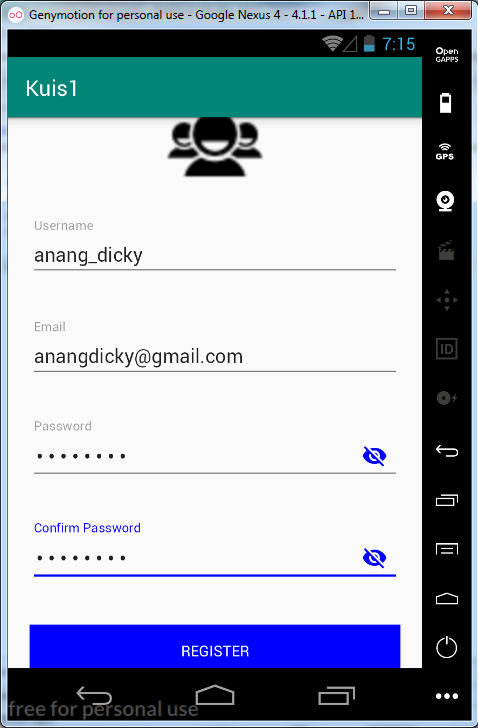 Genymotion for personal use - Google Nexus 4 - 4.1.1 - API 1...
7:15
Open
GAPPS
Kuis1
GPS
Username
anang_dicky
Email
anangdicky@gmail.com
ID
Password
••••••••
Confirm Password
••••••••
REGISTER
free for personal use